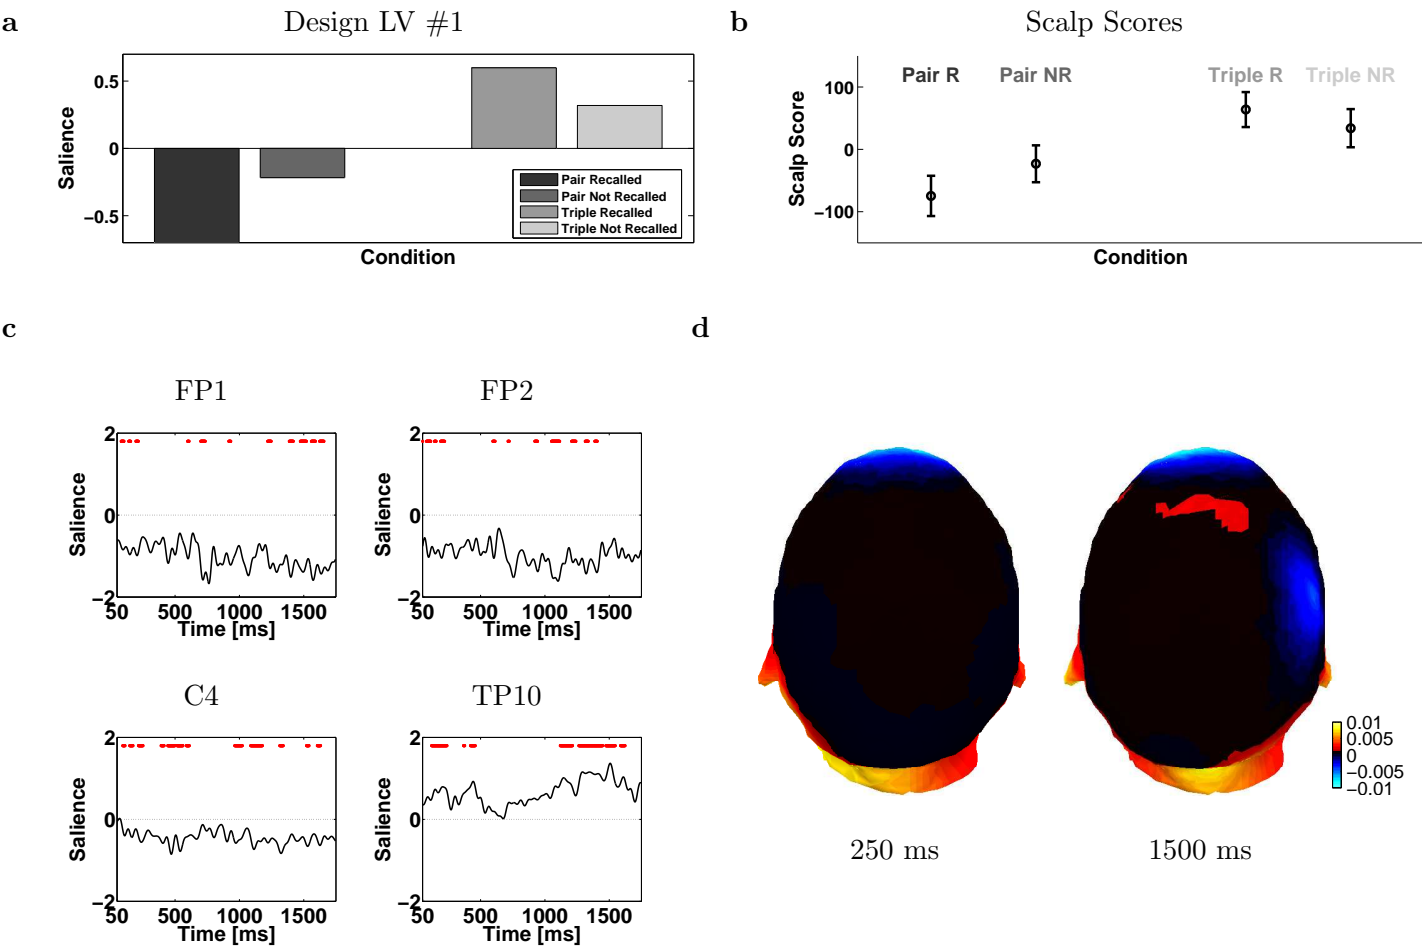 a
Design LV #1
0.5
0
−0.5
Salience
Pair Recalled
Pair Not Recalled
Triple Recalled
Triple Not Recalled
Condition
b
Scalp Scores
Pair R
Pair NR
Triple R
Triple NR
100
0
−100
Scalp Score
Condition
c
FP1
2
0
−2
Salience
50 500 1000 1500
Time [ms]
FP2
2
0
−2
Salience
50 500 1000 1500
Time [ms]
C4
2
0
−2
Salience
50 500 1000 1500
Time [ms]
TP10
2
0
−2
Salience
50 500 1000 1500
Time [ms]
d
0.01
0.005
0
−0.005
−0.01
250 ms
1500 ms